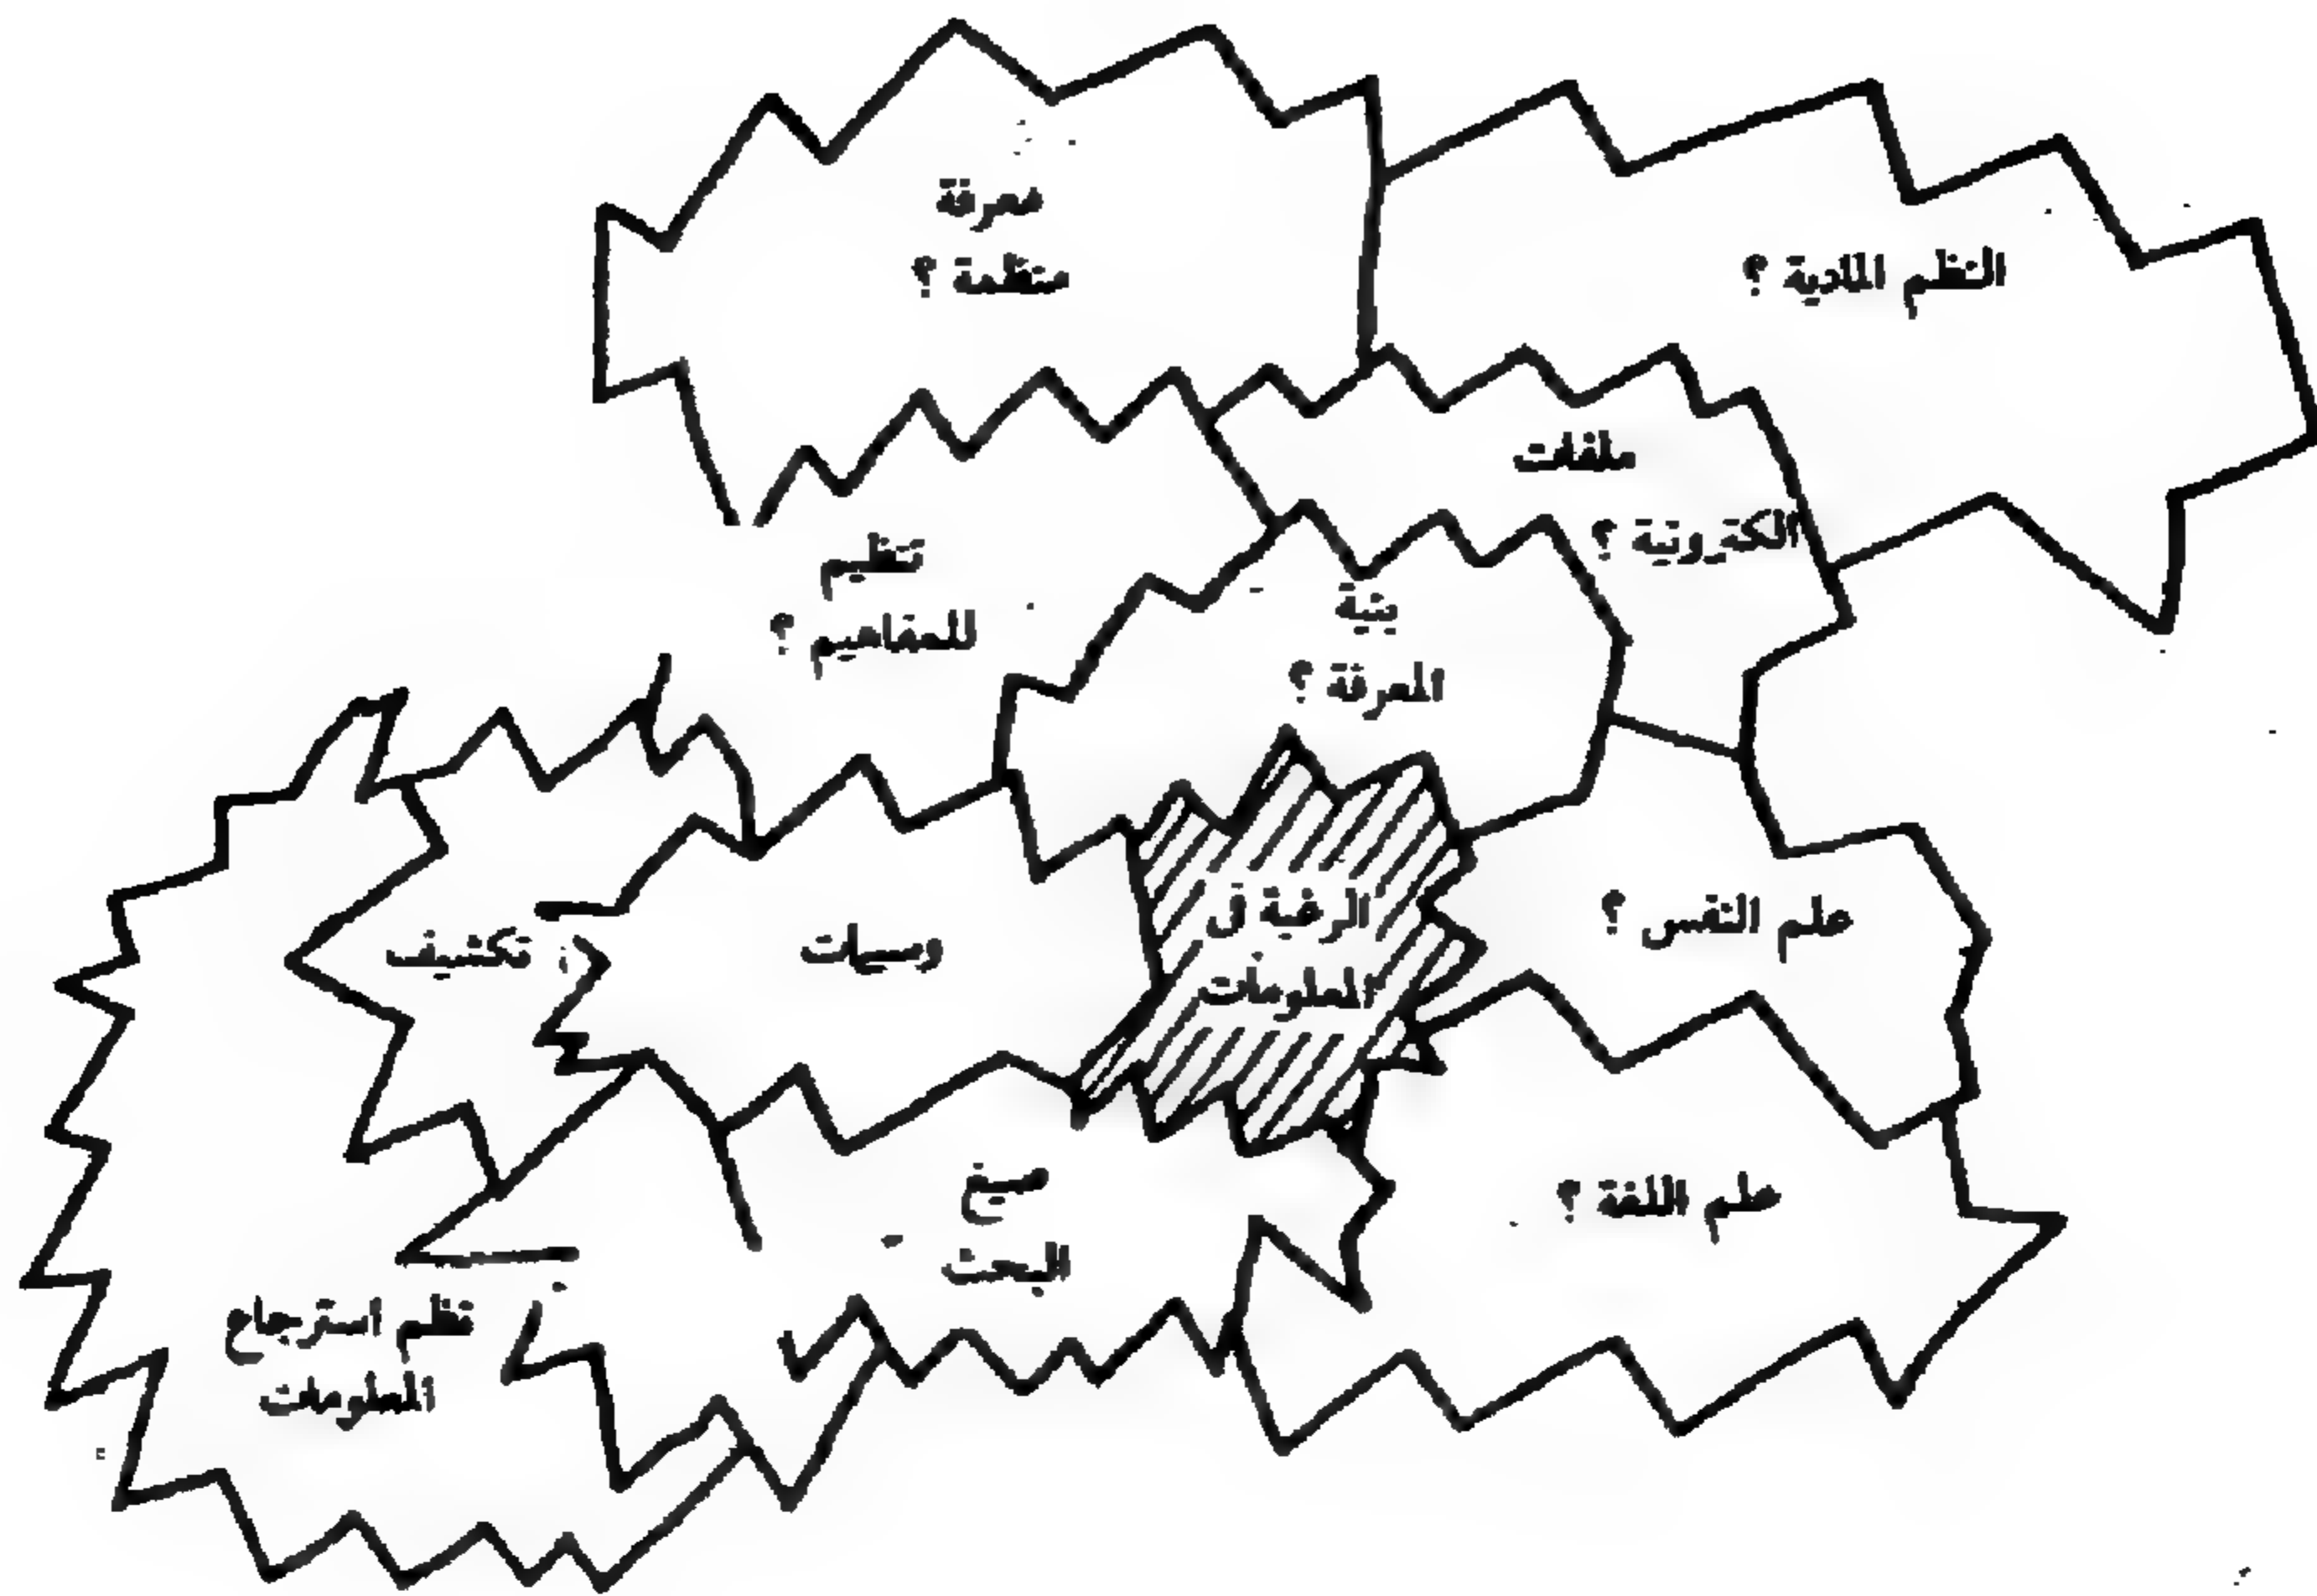 معرفة
منظمة ؟
النظم المادية ؟
ملفات
الكترونية ؟
تنظيم
للمفاهيم ؟
بنية
المعرفة ؟
الرغبة في
المعلومات
علم النفس ؟
وسيات
تكشيف
صيغ
البحث
علم اللغة ؟
نظم استرجاع
المعلومات